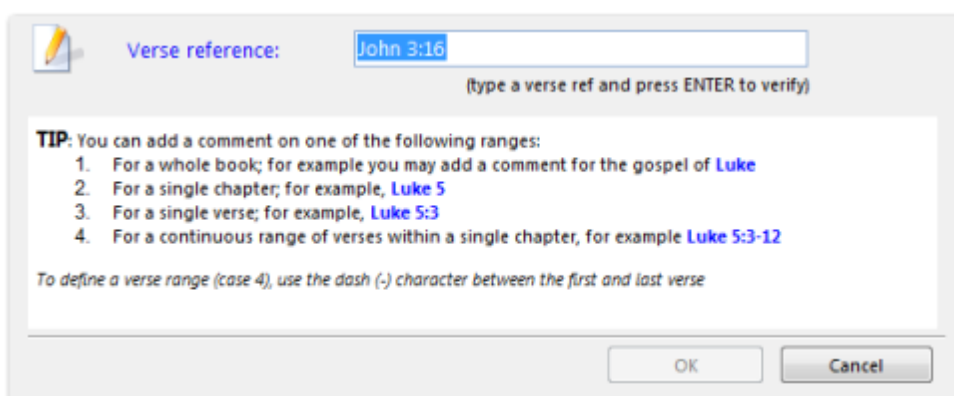 Verse reference: John 3:16
(type a verse ref and press ENTER to verify)
TIP: You can add a comment on one of the following ranges:
1. For a whole book; for example you may add a comment for the gospel of Luke
2. For a single chapter; for example, Luke 5
3. For a single verse; for example, Luke 5:3
4. For a continuous range of verses within a single chapter, for example Luke 5:3-12
To define a verse range (case 4), use the dash (-) character between the first and last verse
OK Cancel